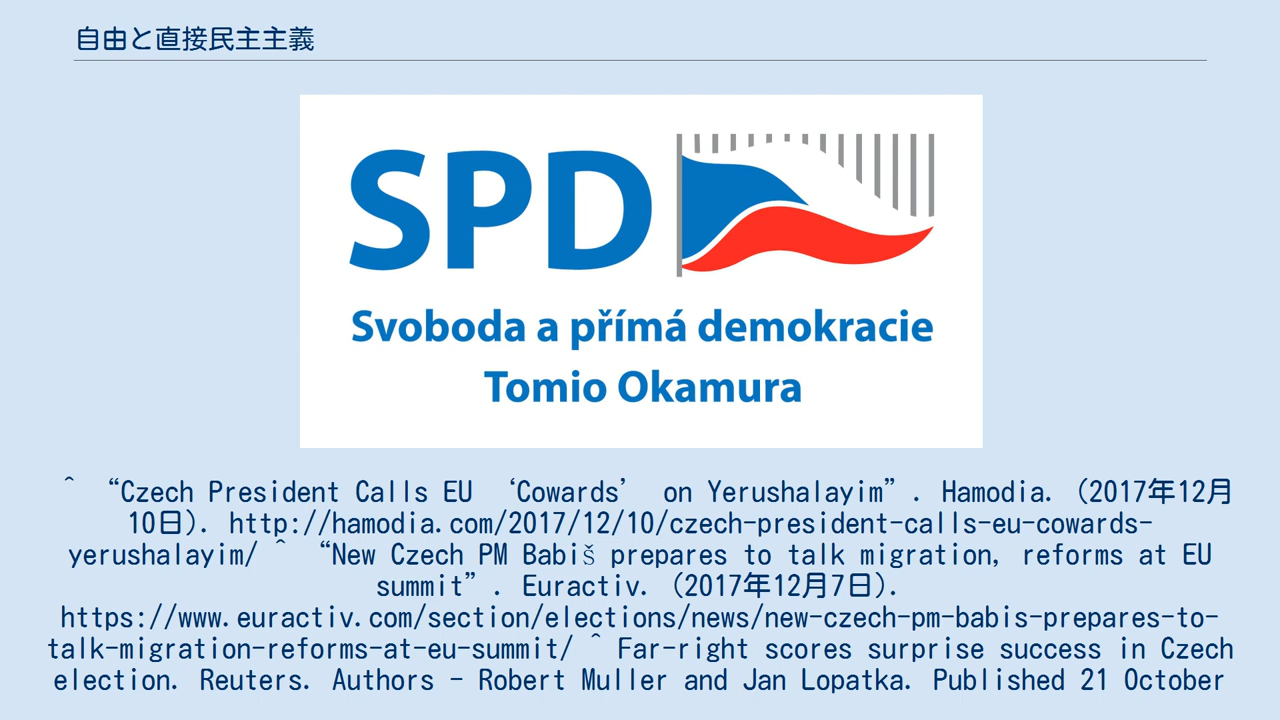 自由と直接民主主義
SPD
Svoboda a přímá demokracie
Tomio Okamura
^ “Czech President Calls EU ‘Cowards’ on Yerushalayim”. Hamodia. (2017年12月
10日). http://hamodia.com/2017/12/10/czech-president-calls-eu-cowards-
yerushalayim/ ^ “New Czech PM Babiš prepares to talk migration, reforms at EU
summit”. Euractiv. (2017年12月7日).
https://www.euractiv.com/section/elections/news/new-czech-pm-babis-prepares-to-
talk-migration-reforms-at-eu-summit/ ^ Far-right scores surprise success in Czech
election. Reuters. Authors - Robert Muller and Jan Lopatka. Published 21 October